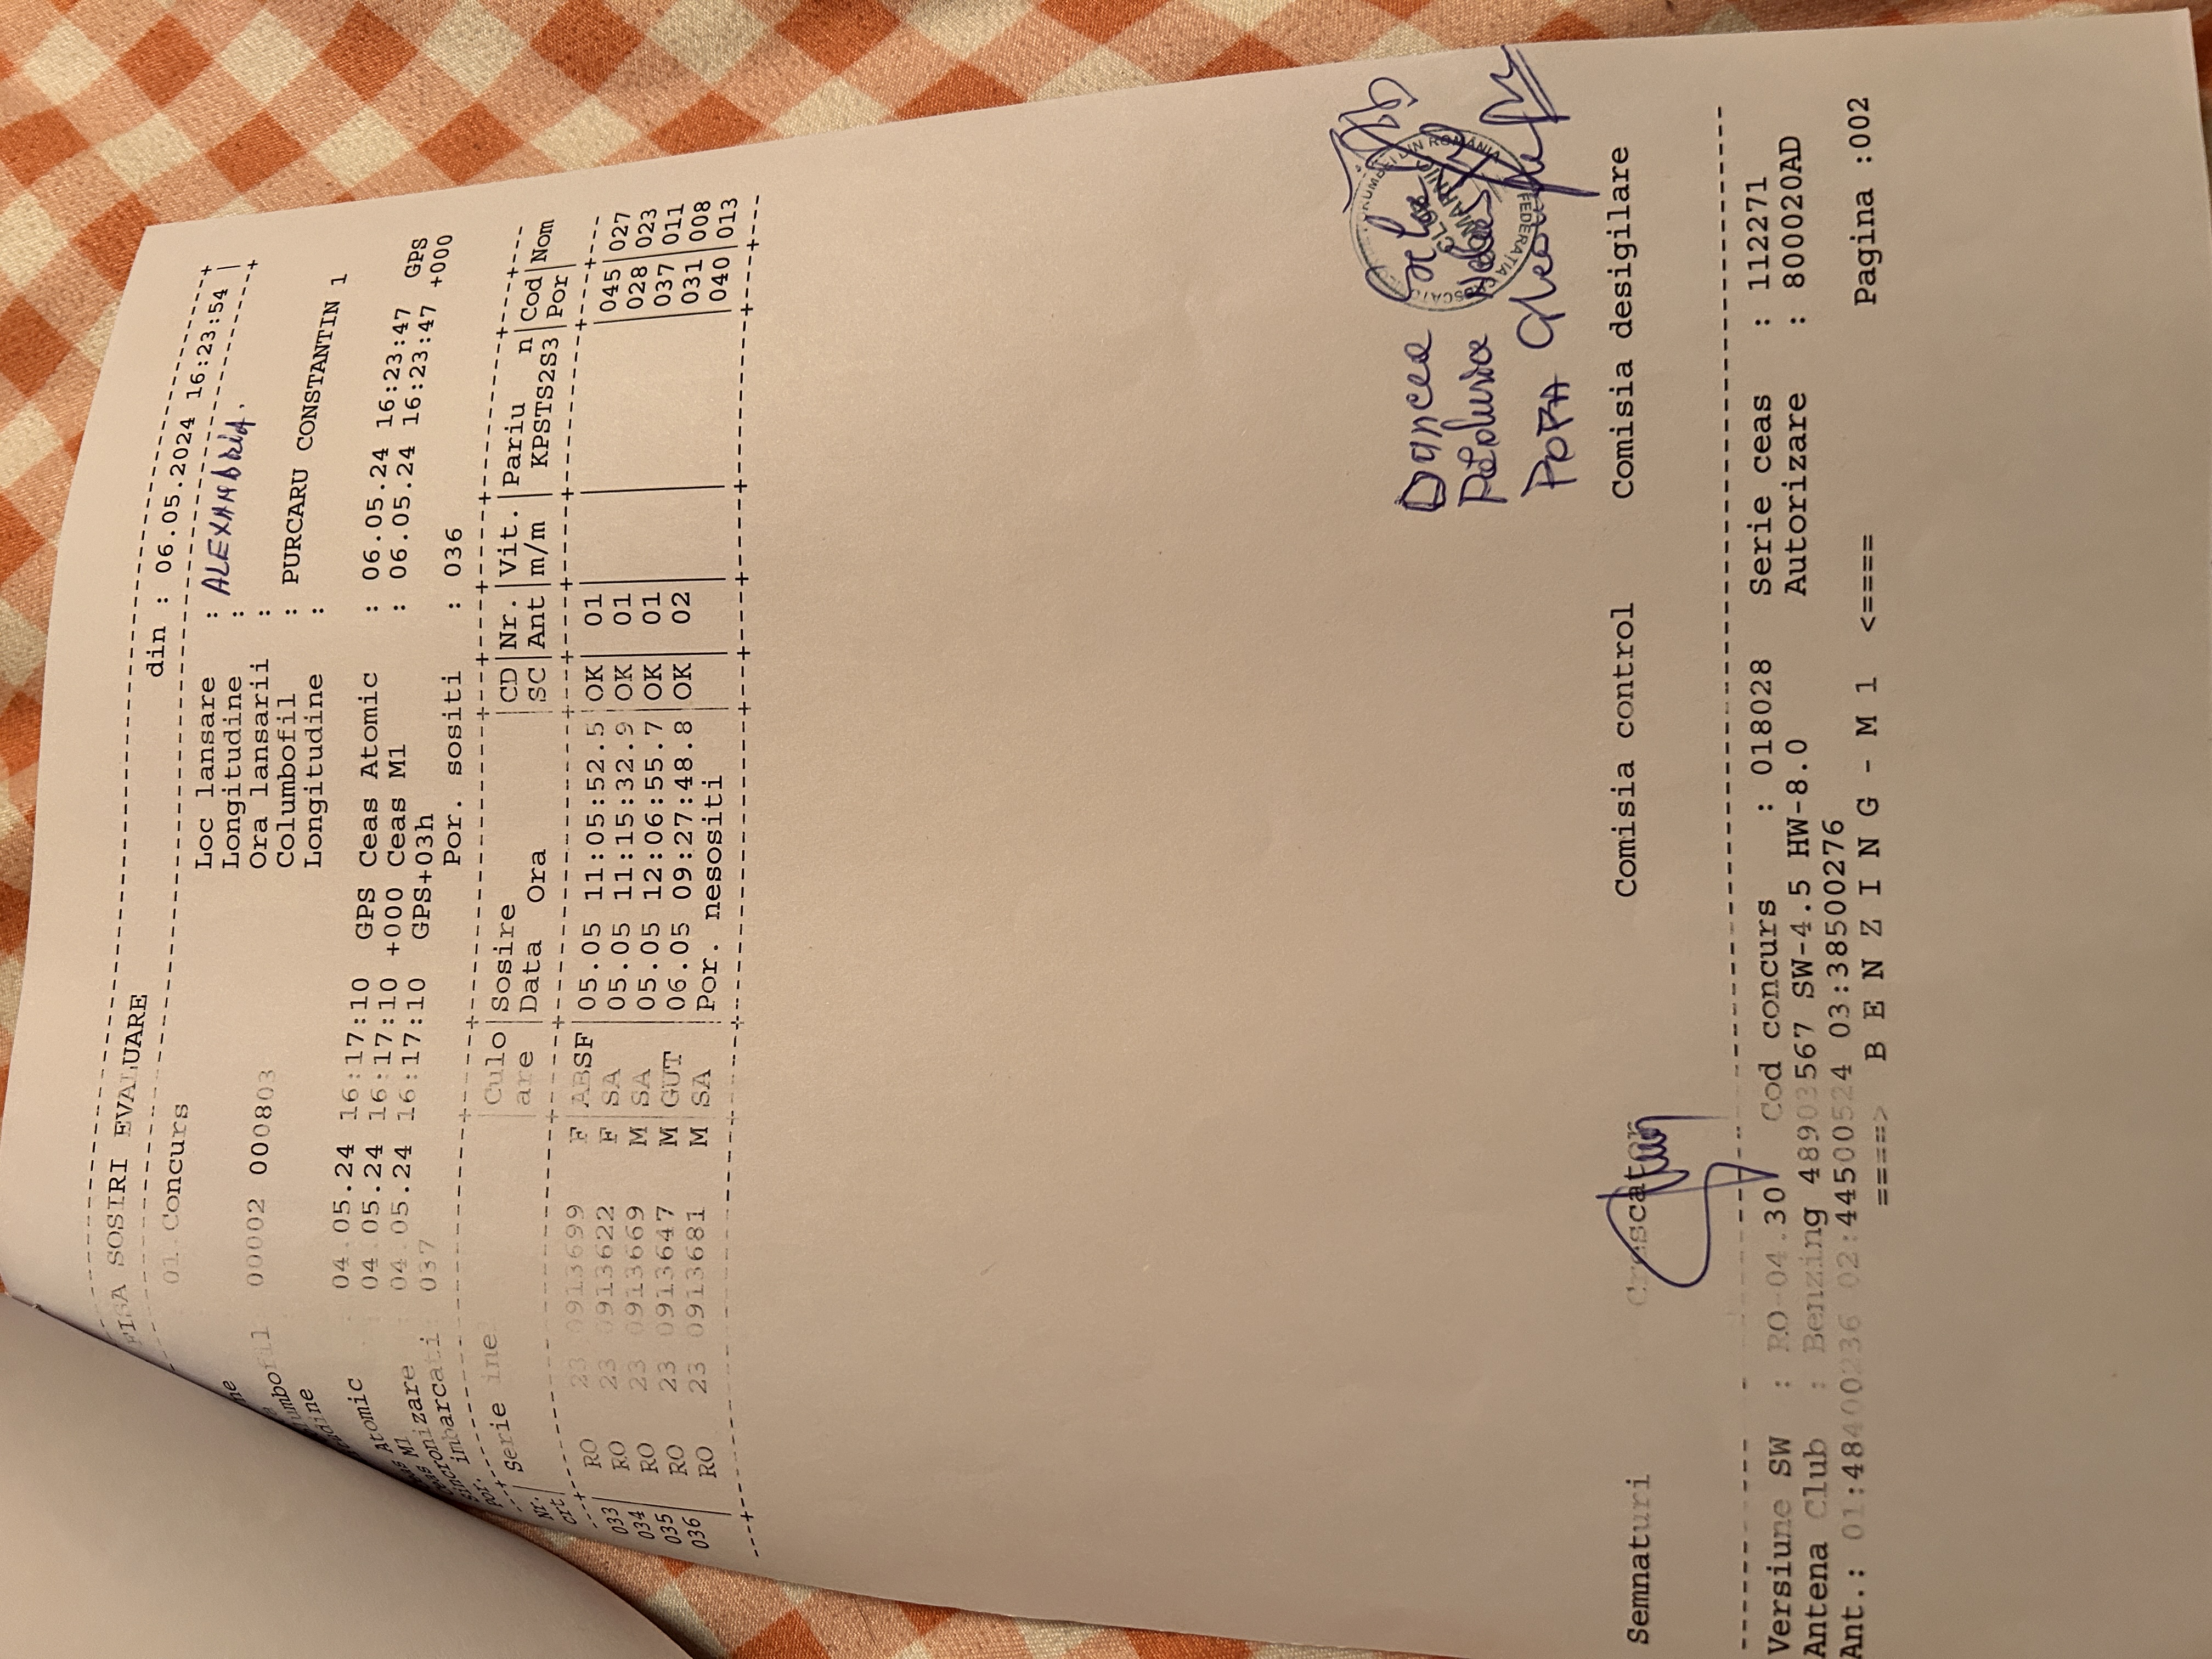 FISA SOSIRI EVALUARE
01.Concurs din : 06.05.2024 16:23:54
Loc lansare : ALEXANDRIA.
Longitudine :
Ora lansarii :
00002 000803 Columbofil : PURCARU CONSTANTIN 1
Longitudine :
Atomic 04.05.24 16:17:10 GPS Ceas Atomic : 06.05.24 16:23:47 GPS
M1 04.05.24 16:17:10 +000 Ceas M1 : 06.05.24 16:23:47 +000
Sincronizare 04.05.24 16:17:10 GPS+03h
Por. imbarcati : 037 Por. sositi : 036
Nr. | Serie inel | Culo | Sosire | CD | Nr. | Vit. | Pariu n | Cod | Nom
crt | are | Data Ora | SC | Ant | m/m | KPSTS2S3 | Por |
033 | RO 23 0913699 F | ABSF | 05.05 11:05:52.5 | OK | 01 | 045 | 027
034 | RO 23 0913622 F | SA | 05.05 11:15:32.9 | OK | 01 | 028 | 023
035 | RO 23 0913669 M | SA | 05.05 12:06:55.7 | OK | 01 | 037 | 011
036 | RO 23 0913647 M | GUT | 06.05 09:27:48.8 | OK | 02 | 031 | 008
RO 23 0913681 M | SA | Por. nesositi | 040 | 013
Dancea
POPA
FEDERATIA
DIN ROMÂNIA
Semnaturi Crescator Comisia control Comisia desigilare
Versiune SW : RO-04.30 Cod concurs : 018028 Serie ceas : 112271
Antena Club : Benzing 48903567 SW-4.5 HW-8.0 Autorizare : 800020AD
Ant.: 01:48400236 02:44500524 03:38500276
====> B E N Z I N G - M 1 <==== Pagina :002